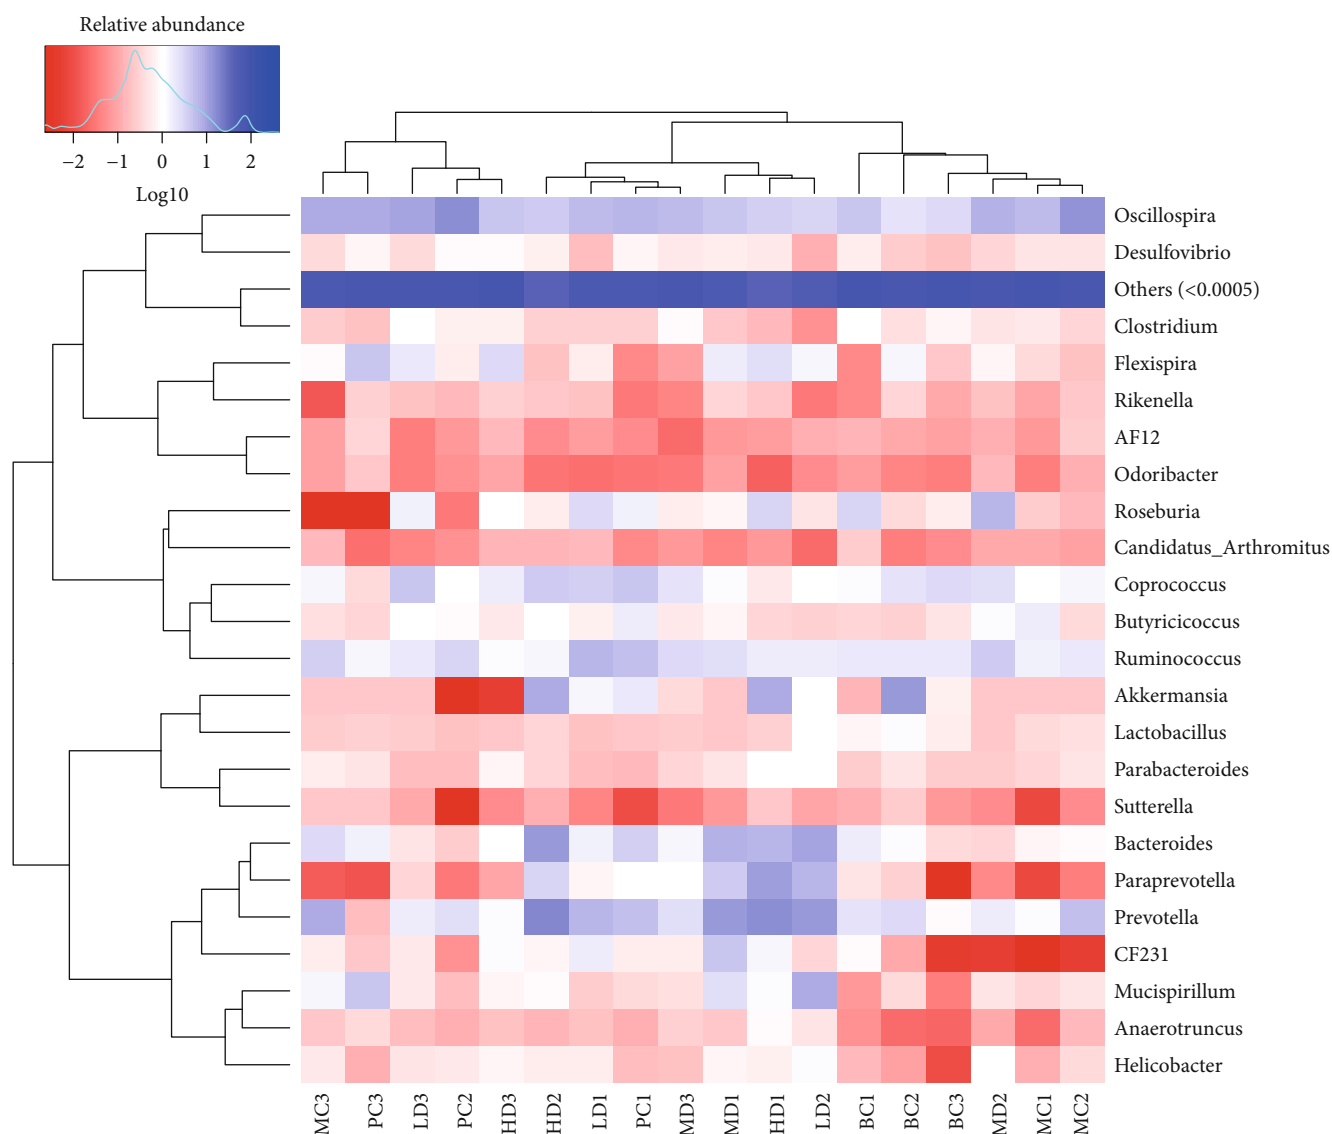 Relative abundance
−2 −1 0 1 2
Log10
Oscillospira
Desulfovibrio
Others (<0.0005)
Clostridium
Flexispira
Rikenella
AF12
Odoribacter
Roseburia
Candidatus_Arthromitus
Coprococcus
Butyricicoccus
Ruminococcus
Akkermansia
Lactobacillus
Parabacteroides
Sutterella
Bacteroides
Paraprevotella
Prevotella
CF231
Mucispirillum
Anaerotruncus
Helicobacter
MC3 PC3 LD3 PC2 HD3 HD2 LD1 PC1 MD3 MD1 HD1 LD2 BC1 BC2 BC3 MD2 MC1 MC2